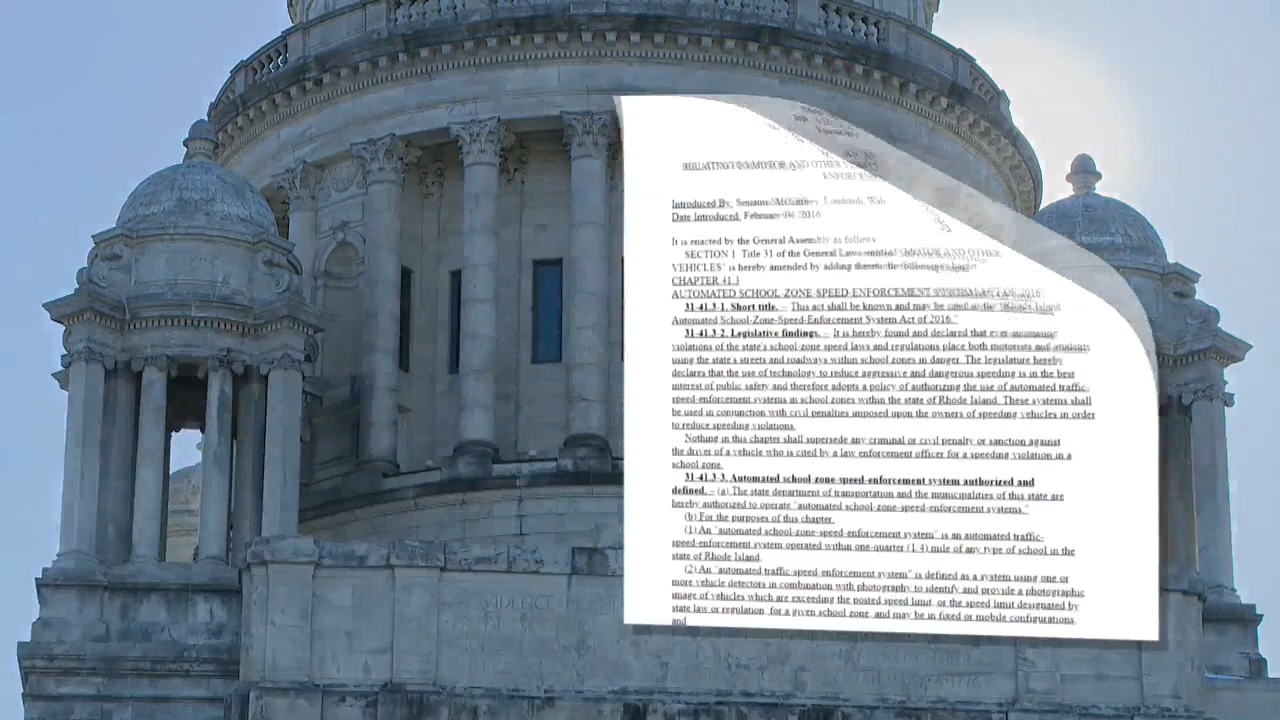 RELATING TO MOTOR AND OTHER
ENFORCEM
Introduced By: Senators McCaffrey, Lombardi,
Date Introduced: February 04, 2016
It is enacted by the General Assembly as follows
SECTION 1 Title 31 of the General Laws entitled "MOTOR AND OTHER
VEHICLES" is hereby amended by adding thereto the following chapter
CHAPTER 41.3
AUTOMATED SCHOOL-ZONE-SPEED-ENFORCEMENT SYSTEM ACT OF 2016
31-41.3-1. Short title. – This act shall be known and may be cited as the "Rhode Island
Automated School-Zone-Speed-Enforcement System Act of 2016."
31-41.3-2. Legislative findings. – It is hereby found and declared that
violations of the state's school-zone speed laws and regulations place both motorists and students
using the state's streets and roadways within school zones in danger. The legislature hereby
declares that the use of technology to reduce aggressive and dangerous speeding is in the best
interest of public safety and therefore adopts a policy of authorizing the use of automated traffic-
speed-enforcement systems in school zones within the state of Rhode Island. These systems shall
be used in conjunction with civil penalties imposed upon the owners of speeding vehicles in order
to reduce speeding violations.
Nothing in this chapter shall supersede any criminal or civil penalty or sanction against
the driver of a vehicle who is cited by a law enforcement officer for a speeding violation in a
school zone.
31-41.3-3. Automated school-zone-speed-enforcement system authorized and
defined. – (a) The state department of transportation and the municipalities of this state are
hereby authorized to operate "automated school-zone-speed-enforcement systems."
(b) For the purposes of this chapter.
(1) An "automated school-zone-speed-enforcement system" is an automated traffic-
speed-enforcement system operated within one-quarter (1/4) mile of any type of school in the
state of Rhode Island.
(2) An "automated traffic-speed-enforcement system" is defined as a system using one or
more vehicle detectors in combination with photography to identify and provide a photographic
image of vehicles which are exceeding the posted speed limit, or the speed limit designated by
state law or regulation, for a given school zone, and may be in fixed or mobile configurations.
and